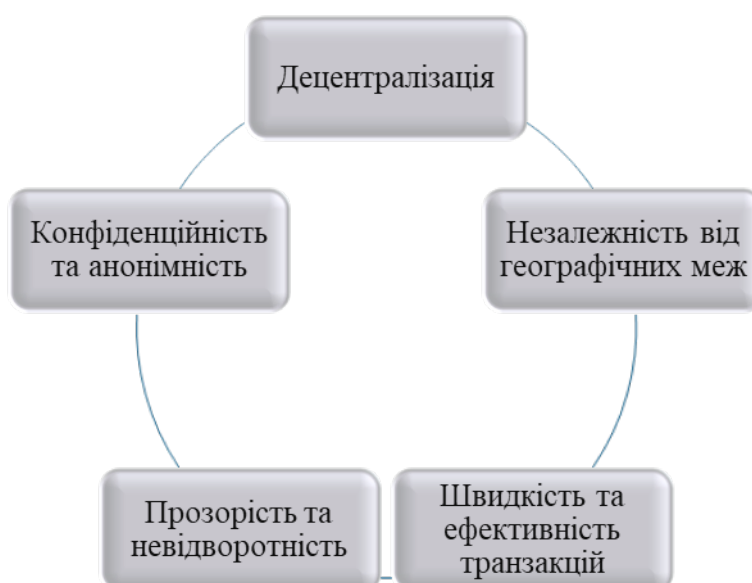 Децентралізація
Конфіденційність
та анонімність
Незалежність від
географічних меж
Прозорість та
невідворотність
Швидкість та
ефективність
транзакцій